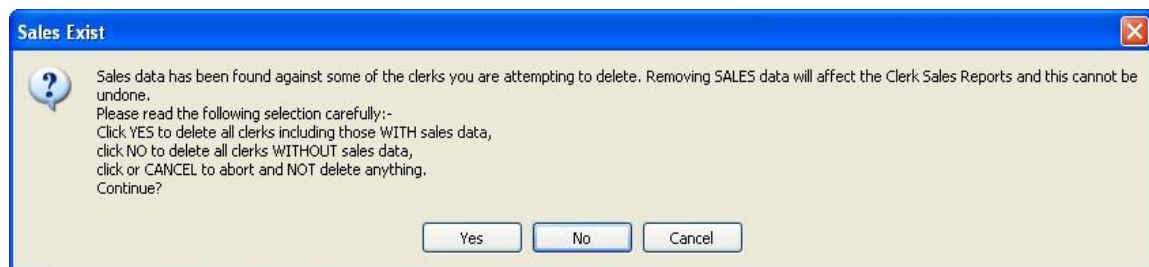 Sales Exist
Sales data has been found against some of the clerks you are attempting to delete. Removing SALES data will affect the Clerk Sales Reports and this cannot be
undone.
Please read the following selection carefully:-
Click YES to delete all clerks including those WITH sales data,
click NO to delete all clerks WITHOUT sales data,
click or CANCEL to abort and NOT delete anything.
Continue?
Yes No Cancel